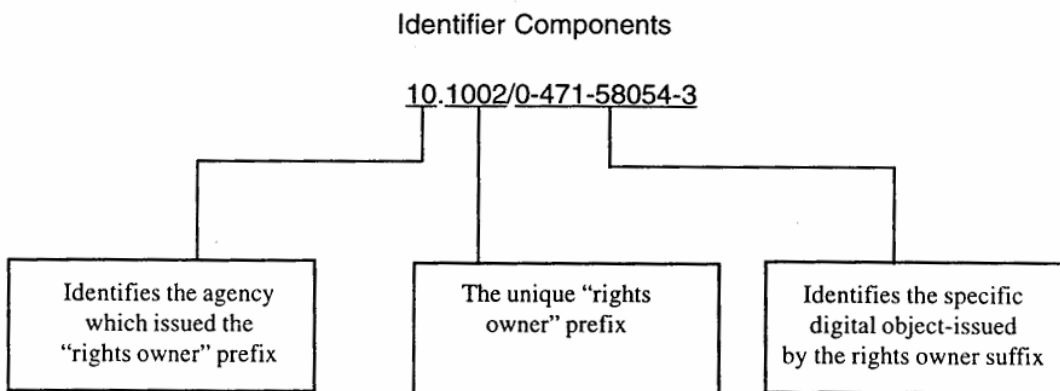 Identifier Components
10.1002/0-471-58054-3
Identifies the agency
which issued the
"rights owner" prefix
The unique "rights
owner" prefix
Identifies the specific
digital object-issued
by the rights owner suffix